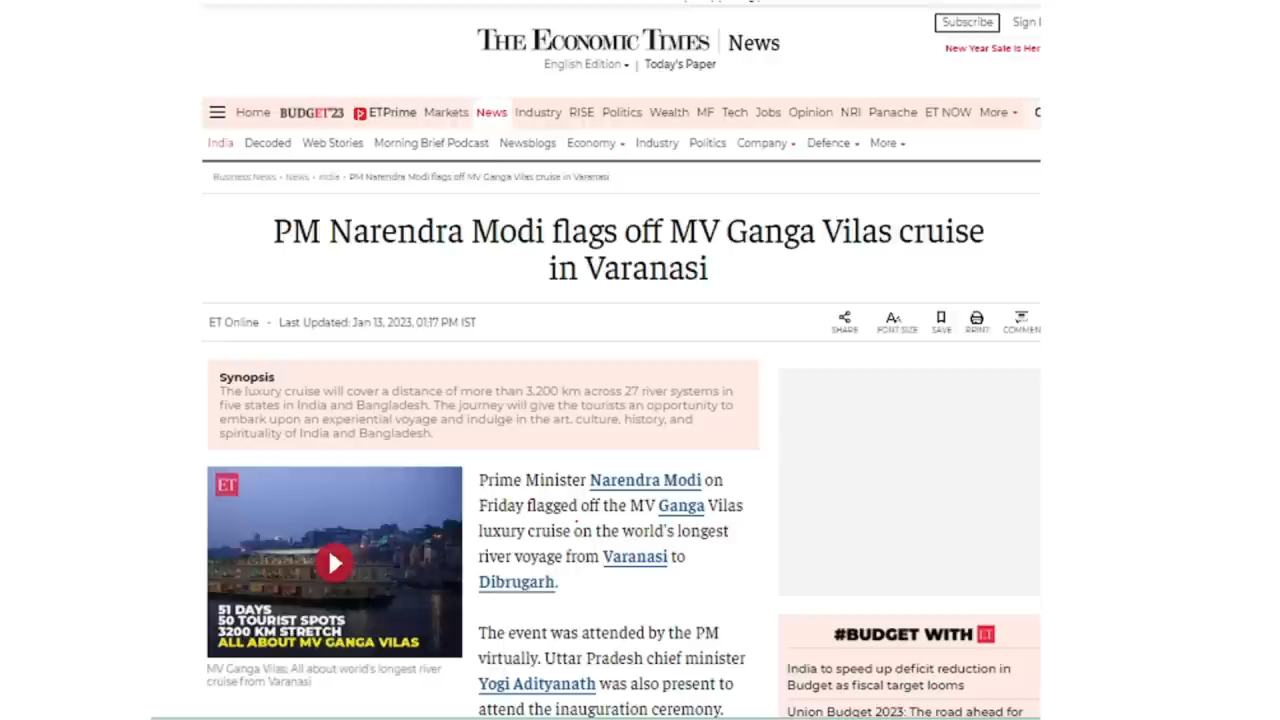 Subscribe
Sign I
THE ECONOMIC TIMES | News
New Year Sale Is Her
English Edition | Today's Paper
Home BUDGET'23 ETPrime Markets News Industry RISE Politics Wealth MF Tech Jobs Opinion NRI Panache ET NOW More
India Decoded Web Stories Morning Brief Podcast Newsblogs Economy Industry Politics Company Defence More
Business News › News › India › PM Narendra Modi flags off MV Ganga Vilas cruise in Varanasi
PM Narendra Modi flags off MV Ganga Vilas cruise
in Varanasi
ET Online • Last Updated: Jan 13, 2023, 01:17 PM IST
SHARE FONT SIZE SAVE PRINT COMMEN
Synopsis
The luxury cruise will cover a distance of more than 3,200 km across 27 river systems in
five states in India and Bangladesh. The journey will give the tourists an opportunity to
embark upon an experiential voyage and indulge in the art, culture, history, and
spirituality of India and Bangladesh.
ET
51 DAYS
50 TOURIST SPOTS
3200 KM STRETCH
ALL ABOUT MV GANGA VILAS
MV Ganga Vilas: All about world's longest river
cruise from Varanasi
Prime Minister Narendra Modi on
Friday flagged off the MV Ganga Vilas
luxury cruise on the world's longest
river voyage from Varanasi to
Dibrugarh.
The event was attended by the PM
virtually. Uttar Pradesh chief minister
Yogi Adityanath was also present to
attend the inauguration ceremony.
#BUDGET WITH ET
India to speed up deficit reduction in
Budget as fiscal target looms
Union Budget 2023: The road ahead for